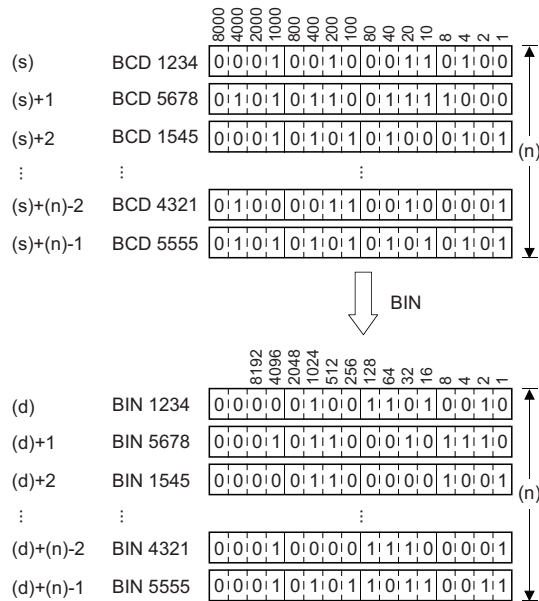 8000 4000 2000 1000 800 400 200 100 80 40 20 10 8 4 2 1
(s) BCD 1234 0 0 0 1 0 0 1 0 0 0 1 1 0 1 0 0
(s)+1 BCD 5678 0 1 0 1 0 1 1 0 0 1 1 1 1 0 0 0
(s)+2 BCD 1545 0 0 0 1 0 1 0 1 0 1 0 0 0 1 0 1
(n)
⋮ ⋮ ⋮
(s)+(n)-2 BCD 4321 0 1 0 0 0 0 1 1 0 0 1 0 0 0 0 1
(s)+(n)-1 BCD 5555 0 1 0 1 0 1 0 1 0 1 0 1 0 1 0 1
BIN
8192 4096 2048 1024 512 256 128 64 32 16 8 4 2 1
(d) BIN 1234 0 0 0 0 0 1 0 0 1 1 0 1 0 0 1 0
(d)+1 BIN 5678 0 0 0 1 0 1 1 0 0 0 1 0 1 1 1 0
(d)+2 BIN 1545 0 0 0 0 0 1 1 0 0 0 0 0 1 0 0 1
(n)
⋮ ⋮ ⋮
(d)+(n)-2 BIN 4321 0 0 0 1 0 0 0 0 1 1 1 0 0 0 0 1
(d)+(n)-1 BIN 5555 0 0 0 1 0 1 0 1 1 0 1 1 0 0 1 1